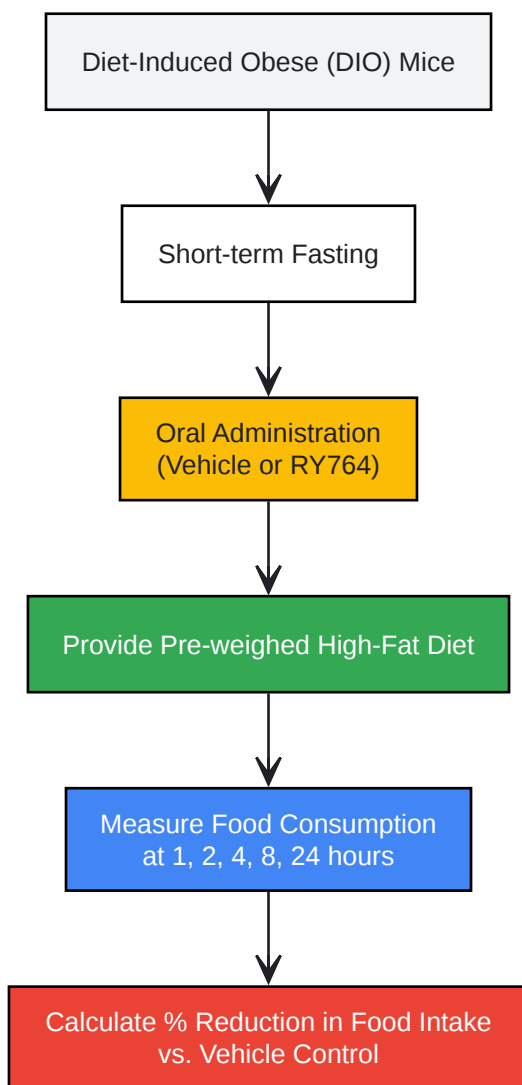 Diet-Induced Obese (DIO) Mice
Short-term Fasting
Oral Administration
(Vehicle or RY764)
Provide Pre-weighed High-Fat Diet
Measure Food Consumption
at 1, 2, 4, 8, 24 hours
Calculate % Reduction in Food Intake
vs. Vehicle Control